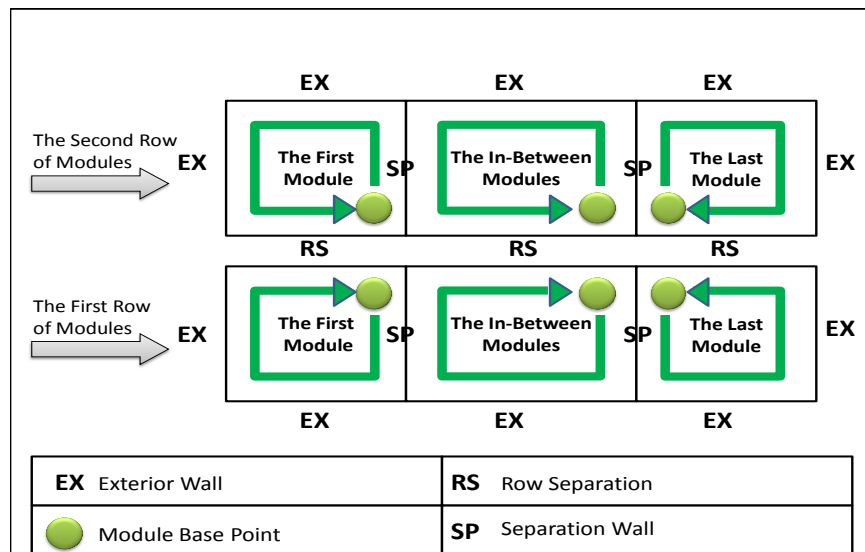 EX EX EX
The Second Row
of Modules
EX
The First
Module
SP
The In-Between
Modules
SP
The Last
Module
EX
RS RS RS
The First Row
of Modules
EX
The First
Module
SP
The In-Between
Modules
SP
The Last
Module
EX
EX EX EX
EX Exterior Wall
RS Row Separation
Module Base Point
SP Separation Wall